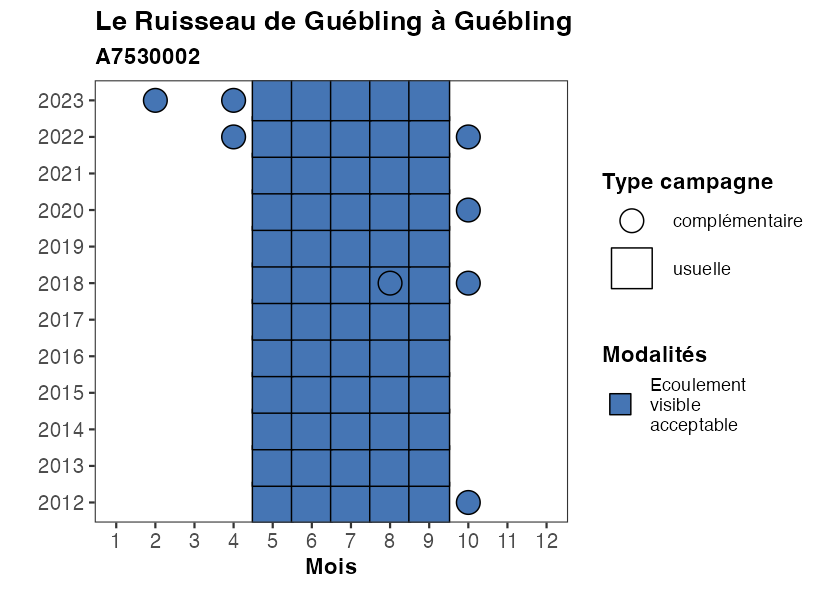 Le Ruisseau de Guébling à Guébling
A7530002
2023
2022
2021
2020
2019
2018
2017
2016
2015
2014
2013
2012
1 2 3 4 5 6 7 8 9 10 11 12
Mois
Type campagne
complémentaire
usuelle
Modalités
Ecoulement
visible
acceptable